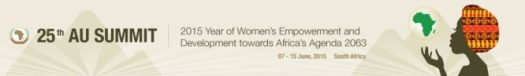 25th AU SUMMIT
2015 Year of Women's Empowerment and
Development towards Africa's Agenda 2063
07 - 15 June, 2015 South Africa